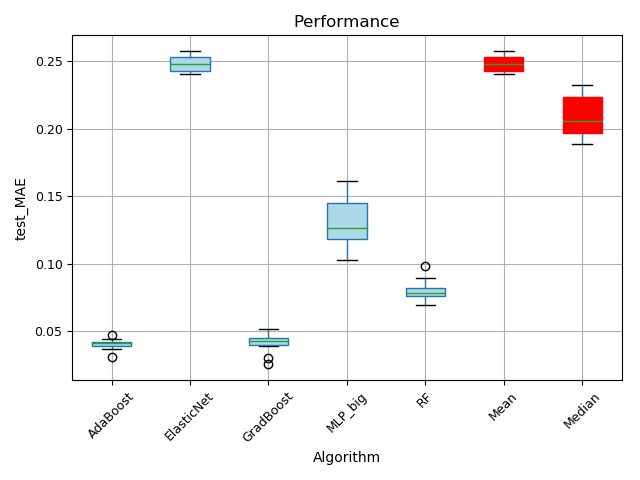 Performance
test_MAE
0.25
0.20
0.15
0.10
0.05
AdaBoost
ElasticNet
GradBoost
MLP_big
RF
Mean
Median
Algorithm